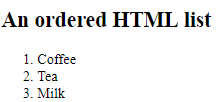 An ordered HTML list
1. Coffee
2. Tea
3. Milk